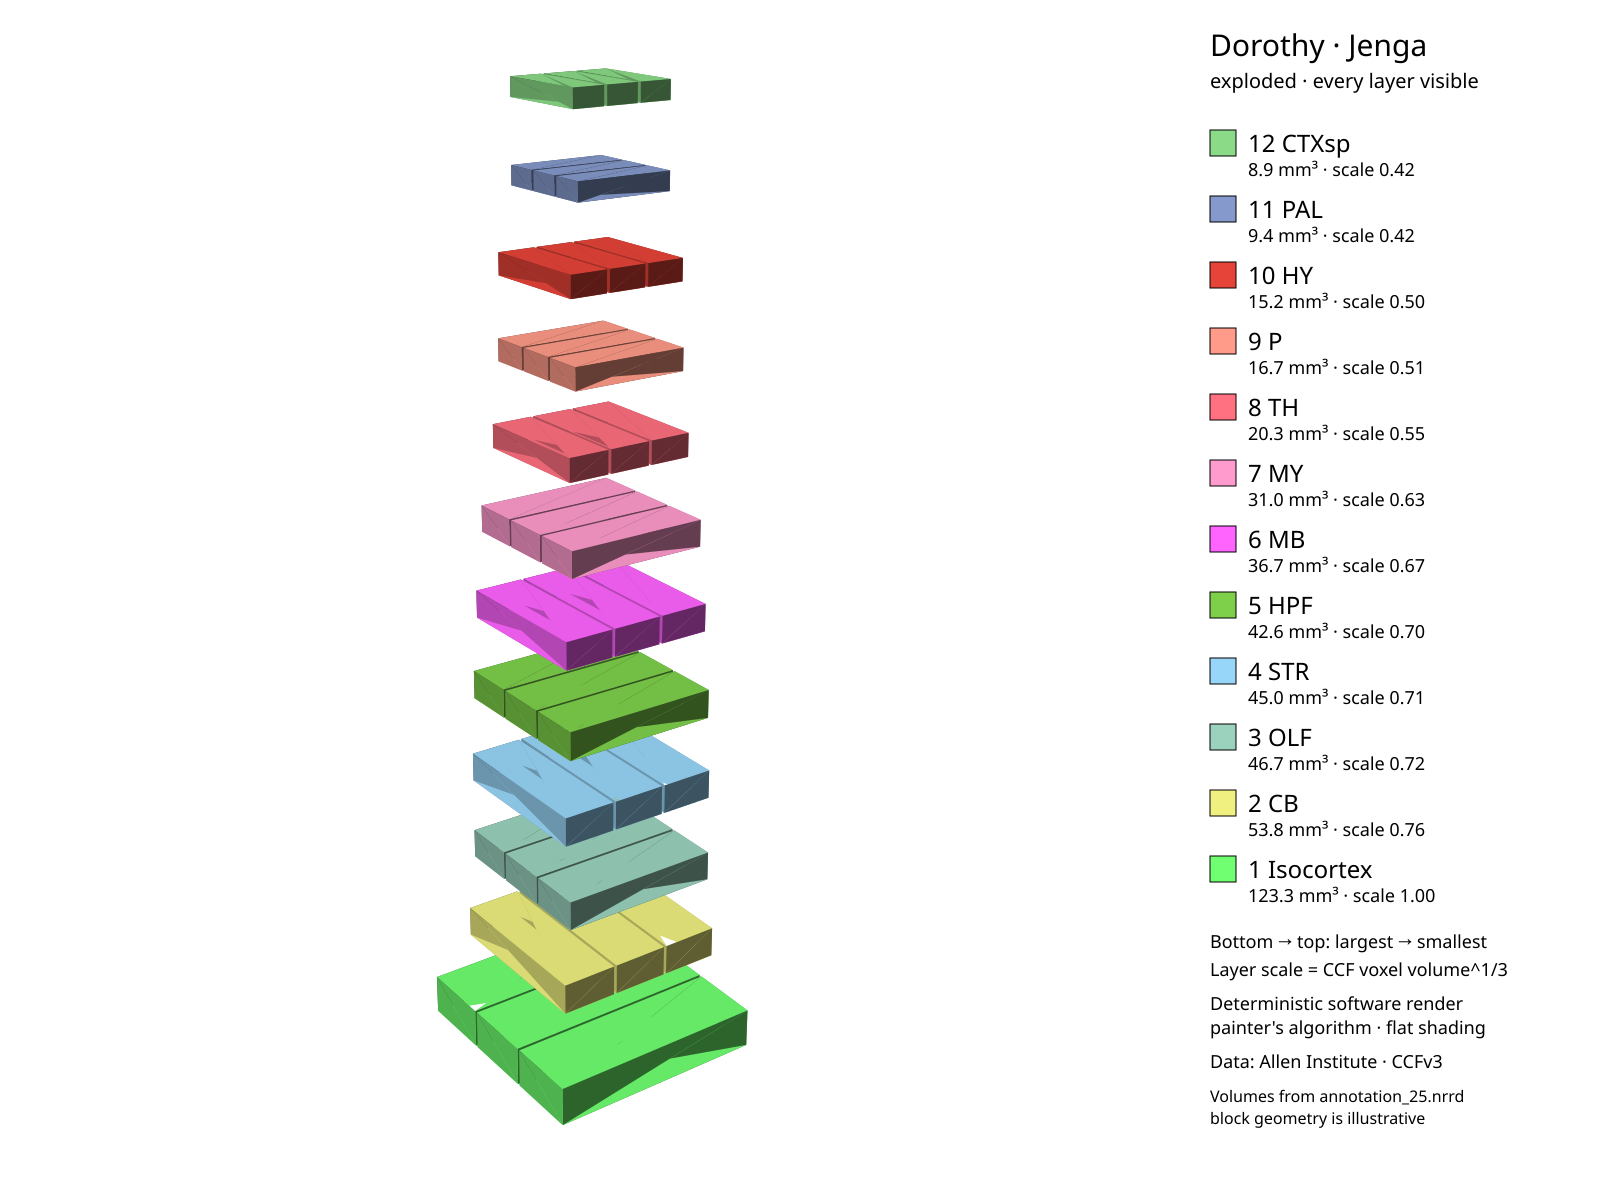 Dorothy · Jenga
exploded · every layer visible
12 CTXsp
8.9 mm³ · scale 0.42
11 PAL
9.4 mm³ · scale 0.42
10 HY
15.2 mm³ · scale 0.50
9 P
16.7 mm³ · scale 0.51
8 TH
20.3 mm³ · scale 0.55
7 MY
31.0 mm³ · scale 0.63
6 MB
36.7 mm³ · scale 0.67
5 HPF
42.6 mm³ · scale 0.70
4 STR
45.0 mm³ · scale 0.71
3 OLF
46.7 mm³ · scale 0.72
2 CB
53.8 mm³ · scale 0.76
1 Isocortex
123.3 mm³ · scale 1.00
Bottom → top: largest → smallest
Layer scale = CCF voxel volume^1/3
Deterministic software render
painter's algorithm · flat shading
Data: Allen Institute · CCFv3
Volumes from annotation_25.nrrd
block geometry is illustrative